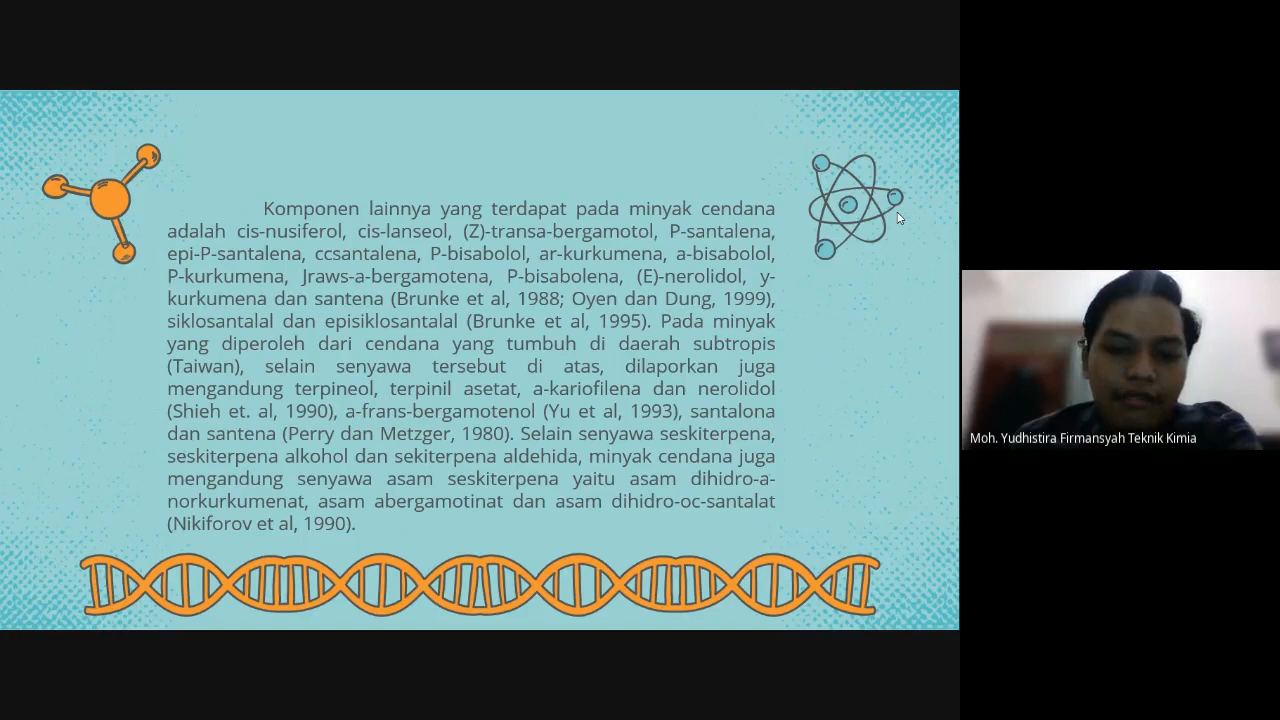 Komponen lainnya yang terdapat pada minyak cendana
adalah cis-nusiferol, cis-lanseol, (Z)-transa-bergamotol, P-santalena,
epi-P-santalena, ccsantalena, P-bisabolol, ar-kurkumena, a-bisabolol,
P-kurkumena, Jraws-a-bergamotena, P-bisabolena, (E)-nerolidol, y-
kurkumena dan santena (Brunke et al, 1988; Oyen dan Dung, 1999),
siklosantalal dan episiklosantalal (Brunke et al, 1995). Pada minyak
yang diperoleh dari cendana yang tumbuh di daerah subtropis
(Taiwan), selain senyawa tersebut di atas, dilaporkan juga
mengandung terpineol, terpinil asetat, a-kariofilena dan nerolidol
(Shieh et. al, 1990), a-frans-bergamotenol (Yu et al, 1993), santalona
dan santena (Perry dan Metzger, 1980). Selain senyawa seskiterpena,
seskiterpena alkohol dan sekiterpena aldehida, minyak cendana juga
mengandung senyawa asam seskiterpena yaitu asam dihidro-a-
norkurkumenat, asam abergamotinat dan asam dihidro-oc-santalat
(Nikiforov et al, 1990).
Moh. Yudhistira Firmansyah Teknik Kimia